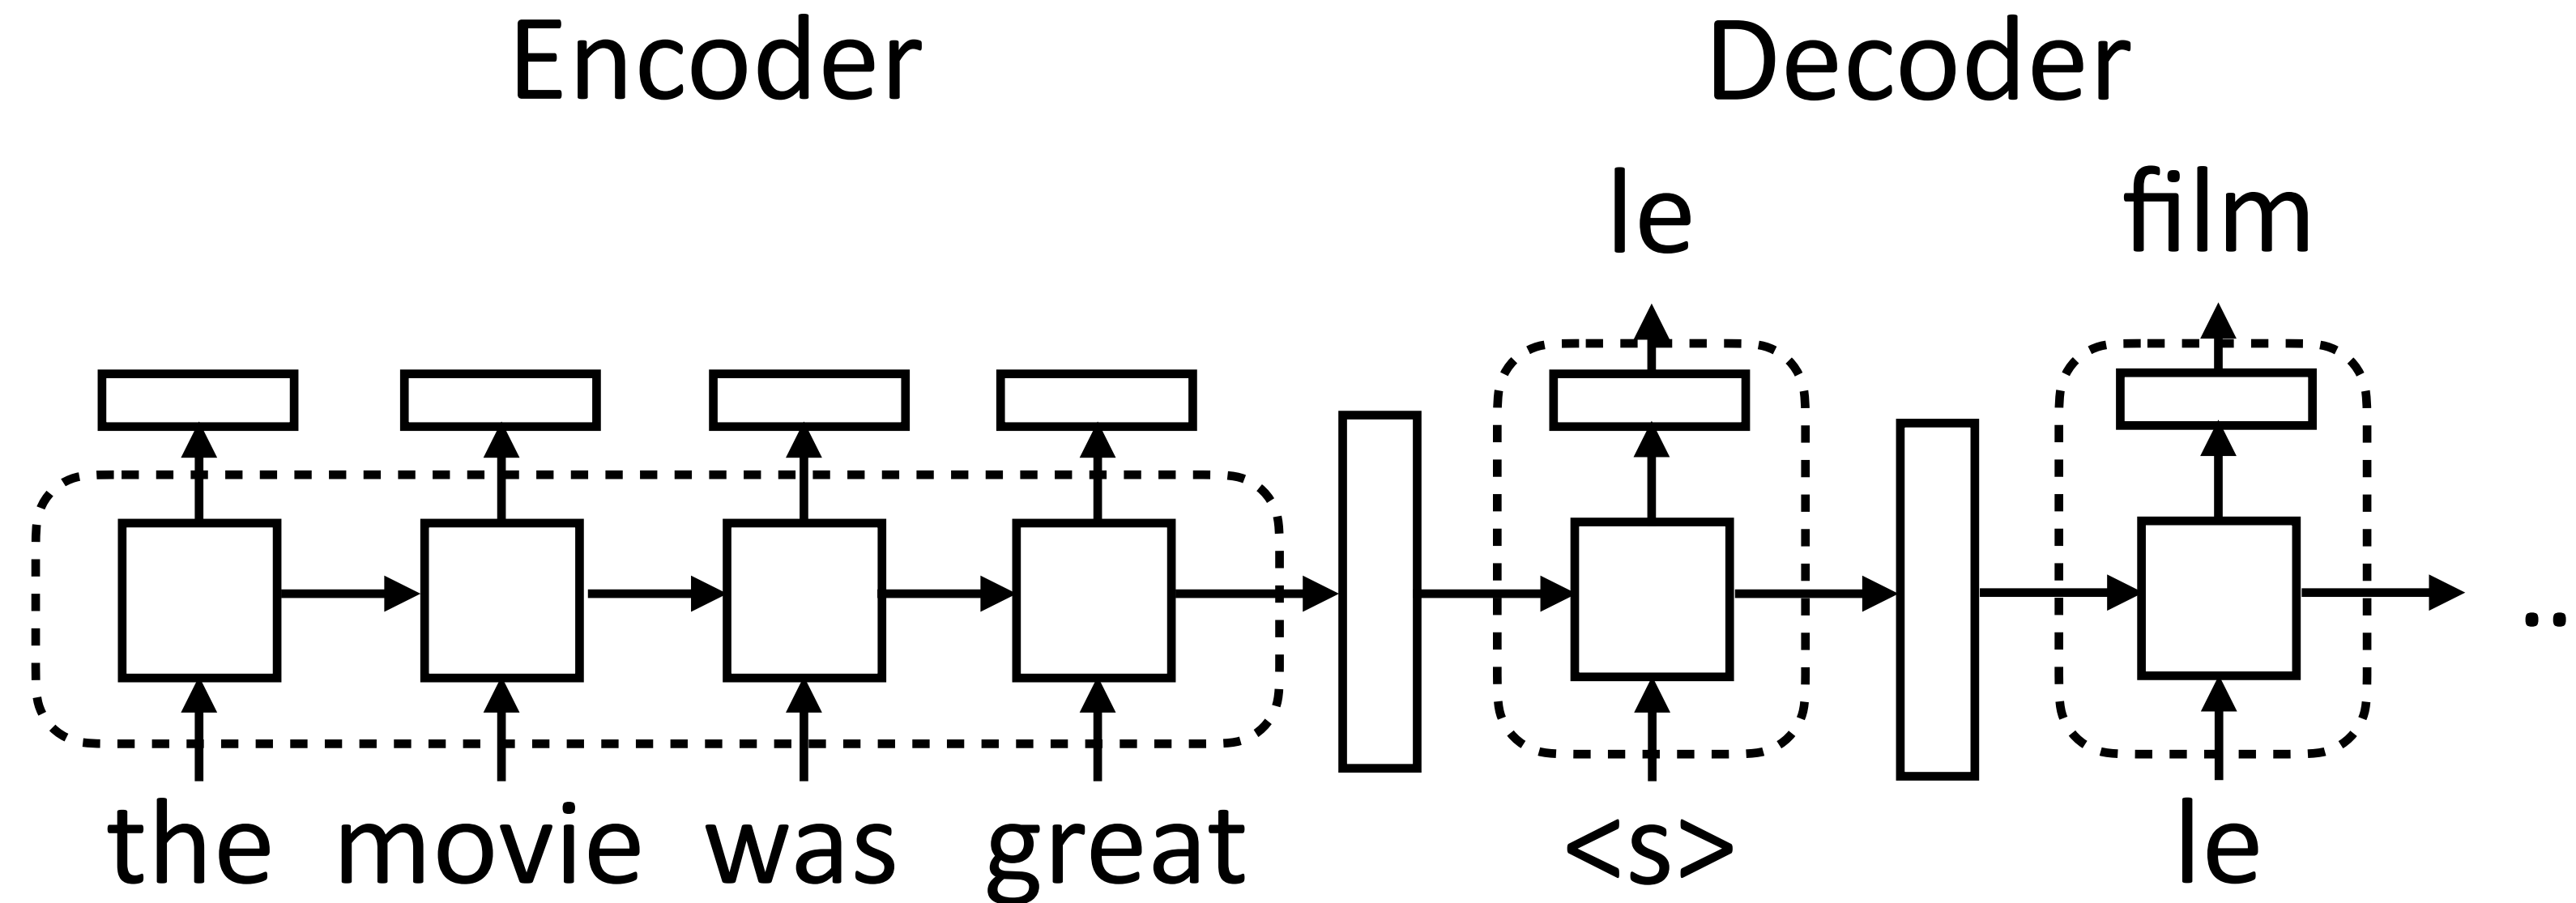 Encoder Decoder
le film
the movie was great <s> le
..